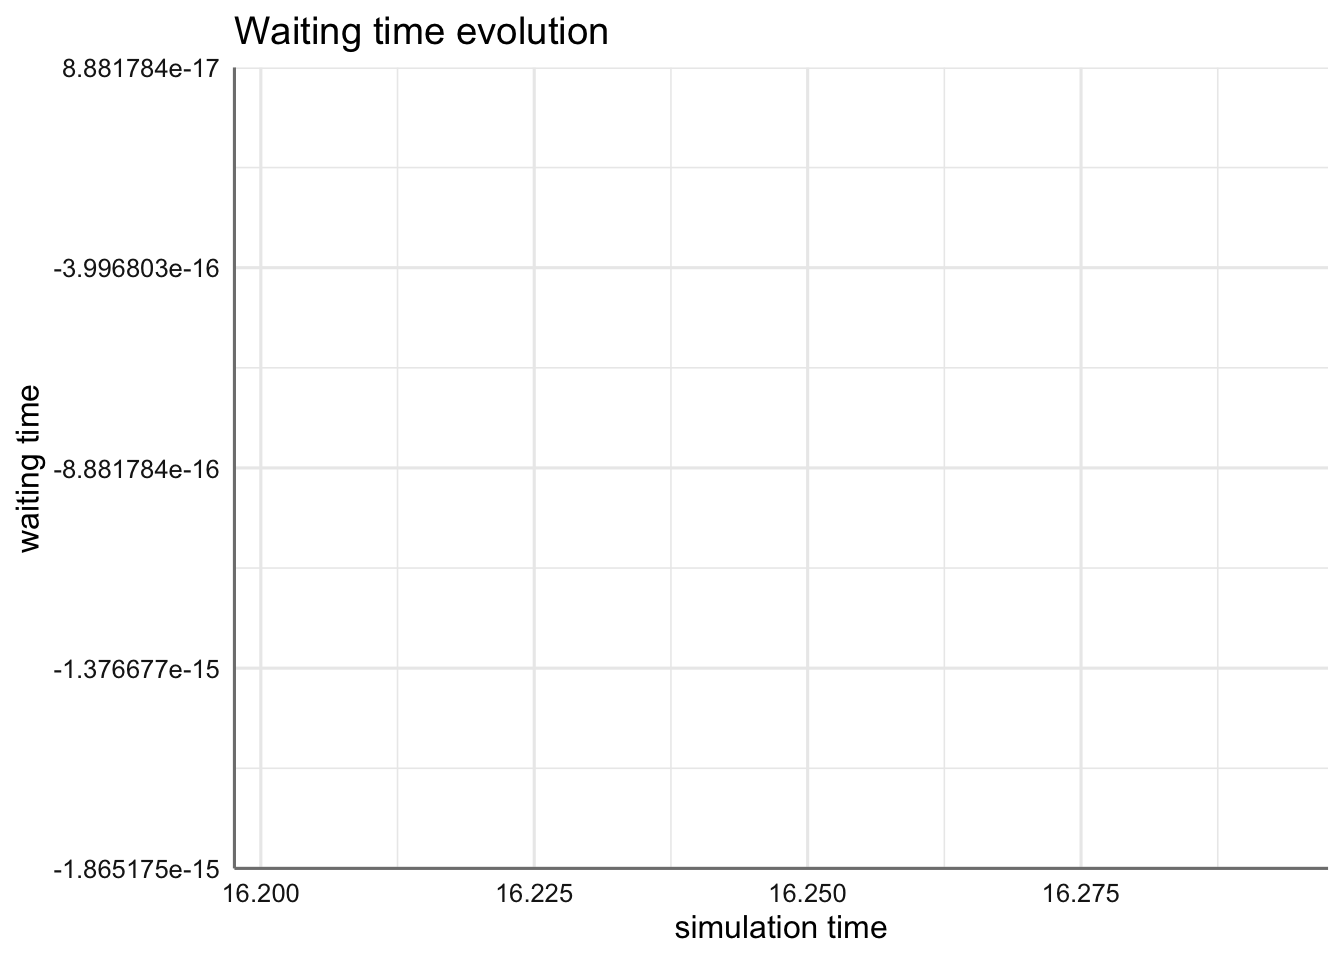 Waiting time evolution
8.881784e-17
-3.996803e-16
-8.881784e-16
-1.376677e-15
-1.865175e-15
waiting time
16.200 16.225 16.250 16.275
simulation time